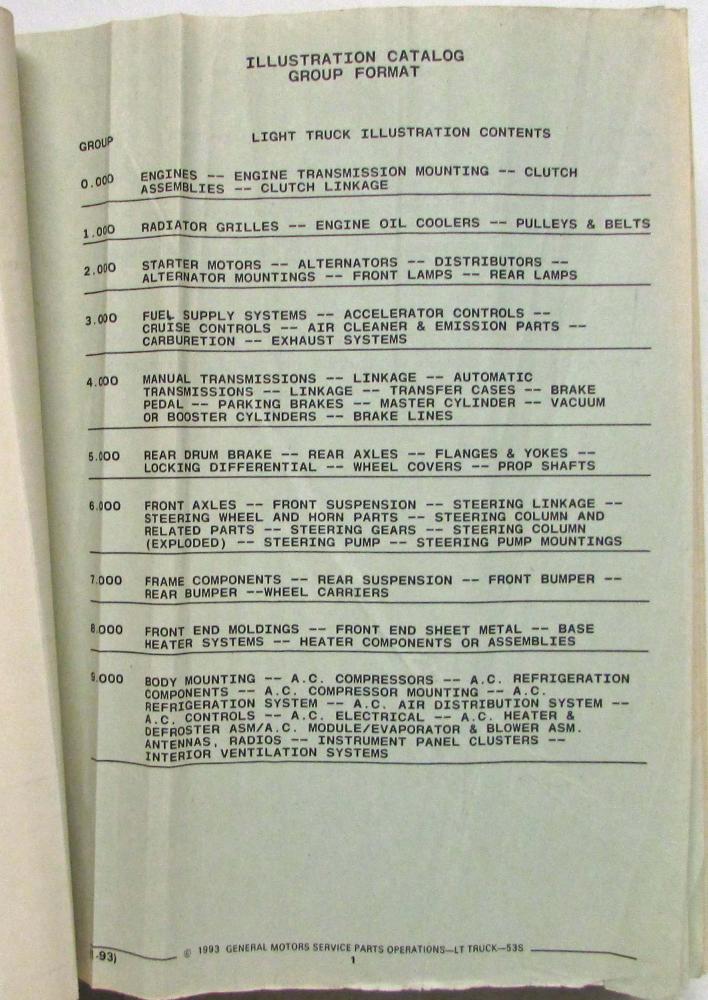 ILLUSTRATION CATALOG
GROUP FORMAT
GROUP LIGHT TRUCK ILLUSTRATION CONTENTS
0.000 ENGINES -- ENGINE TRANSMISSION MOUNTING -- CLUTCH
ASSEMBLIES -- CLUTCH LINKAGE
1.000 RADIATOR GRILLES -- ENGINE OIL COOLERS -- PULLEYS & BELTS
2.000 STARTER MOTORS -- ALTERNATORS -- DISTRIBUTORS --
ALTERNATOR MOUNTINGS -- FRONT LAMPS -- REAR LAMPS
3.000 FUEL SUPPLY SYSTEMS -- ACCELERATOR CONTROLS --
CRUISE CONTROLS -- AIR CLEANER & EMISSION PARTS --
CARBURETION -- EXHAUST SYSTEMS
4.000 MANUAL TRANSMISSIONS -- LINKAGE -- AUTOMATIC
TRANSMISSIONS -- LINKAGE -- TRANSFER CASES -- BRAKE
PEDAL -- PARKING BRAKES -- MASTER CYLINDER -- VACUUM
OR BOOSTER CYLINDERS -- BRAKE LINES
5.000 REAR DRUM BRAKE -- REAR AXLES -- FLANGES & YOKES --
LOCKING DIFFERENTIAL -- WHEEL COVERS -- PROP SHAFTS
6.000 FRONT AXLES -- FRONT SUSPENSION -- STEERING LINKAGE --
STEERING WHEEL AND HORN PARTS -- STEERING COLUMN AND
RELATED PARTS -- STEERING GEARS -- STEERING COLUMN
(EXPLODED) -- STEERING PUMP -- STEERING PUMP MOUNTINGS
7.000 FRAME COMPONENTS -- REAR SUSPENSION -- FRONT BUMPER --
REAR BUMPER --WHEEL CARRIERS
8.000 FRONT END MOLDINGS -- FRONT END SHEET METAL -- BASE
HEATER SYSTEMS -- HEATER COMPONENTS OR ASSEMBLIES
9.000 BODY MOUNTING -- A.C. COMPRESSORS -- A.C. REFRIGERATION
COMPONENTS -- A.C. COMPRESSOR MOUNTING -- A.C.
REFRIGERATION SYSTEM -- A.C. AIR DISTRIBUTION SYSTEM --
A.C. CONTROLS -- A.C. ELECTRICAL -- A.C. HEATER &
DEFROSTER ASM/A.C. MODULE/EVAPORATOR & BLOWER ASM.
ANTENNAS, RADIOS -- INSTRUMENT PANEL CLUSTERS --
INTERIOR VENTILATION SYSTEMS
-93) © 1993 GENERAL MOTORS SERVICE PARTS OPERATIONS—LT TRUCK—53S
1